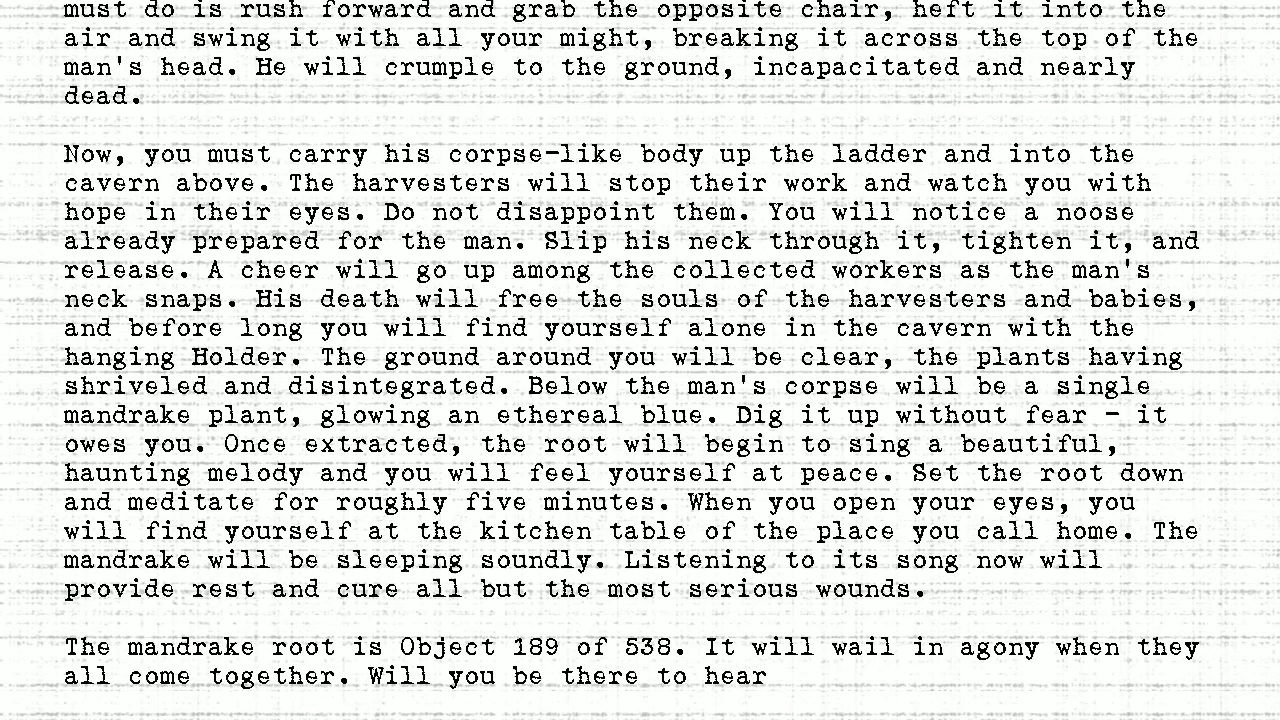 must do is rush forward and grab the opposite chair, heft it into the
air and swing it with all your might, breaking it across the top of the
man's head. He will crumple to the ground, incapacitated and nearly
dead.
Now, you must carry his corpse-like body up the ladder and into the
cavern above. The harvesters will stop their work and watch you with
hope in their eyes. Do not disappoint them. You will notice a noose
already prepared for the man. Slip his neck through it, tighten it, and
release. A cheer will go up among the collected workers as the man's
neck snaps. His death will free the souls of the harvesters and babies,
and before long you will find yourself alone in the cavern with the
hanging Holder. The ground around you will be clear, the plants having
shriveled and disintegrated. Below the man's corpse will be a single
mandrake plant, glowing an ethereal blue. Dig it up without fear - it
owes you. Once extracted, the root will begin to sing a beautiful,
haunting melody and you will feel yourself at peace. Set the root down
and meditate for roughly five minutes. When you open your eyes, you
will find yourself at the kitchen table of the place you call home. The
mandrake will be sleeping soundly. Listening to its song now will
provide rest and cure all but the most serious wounds.
The mandrake root is Object 189 of 538. It will wail in agony when they
all come together. Will you be there to hear